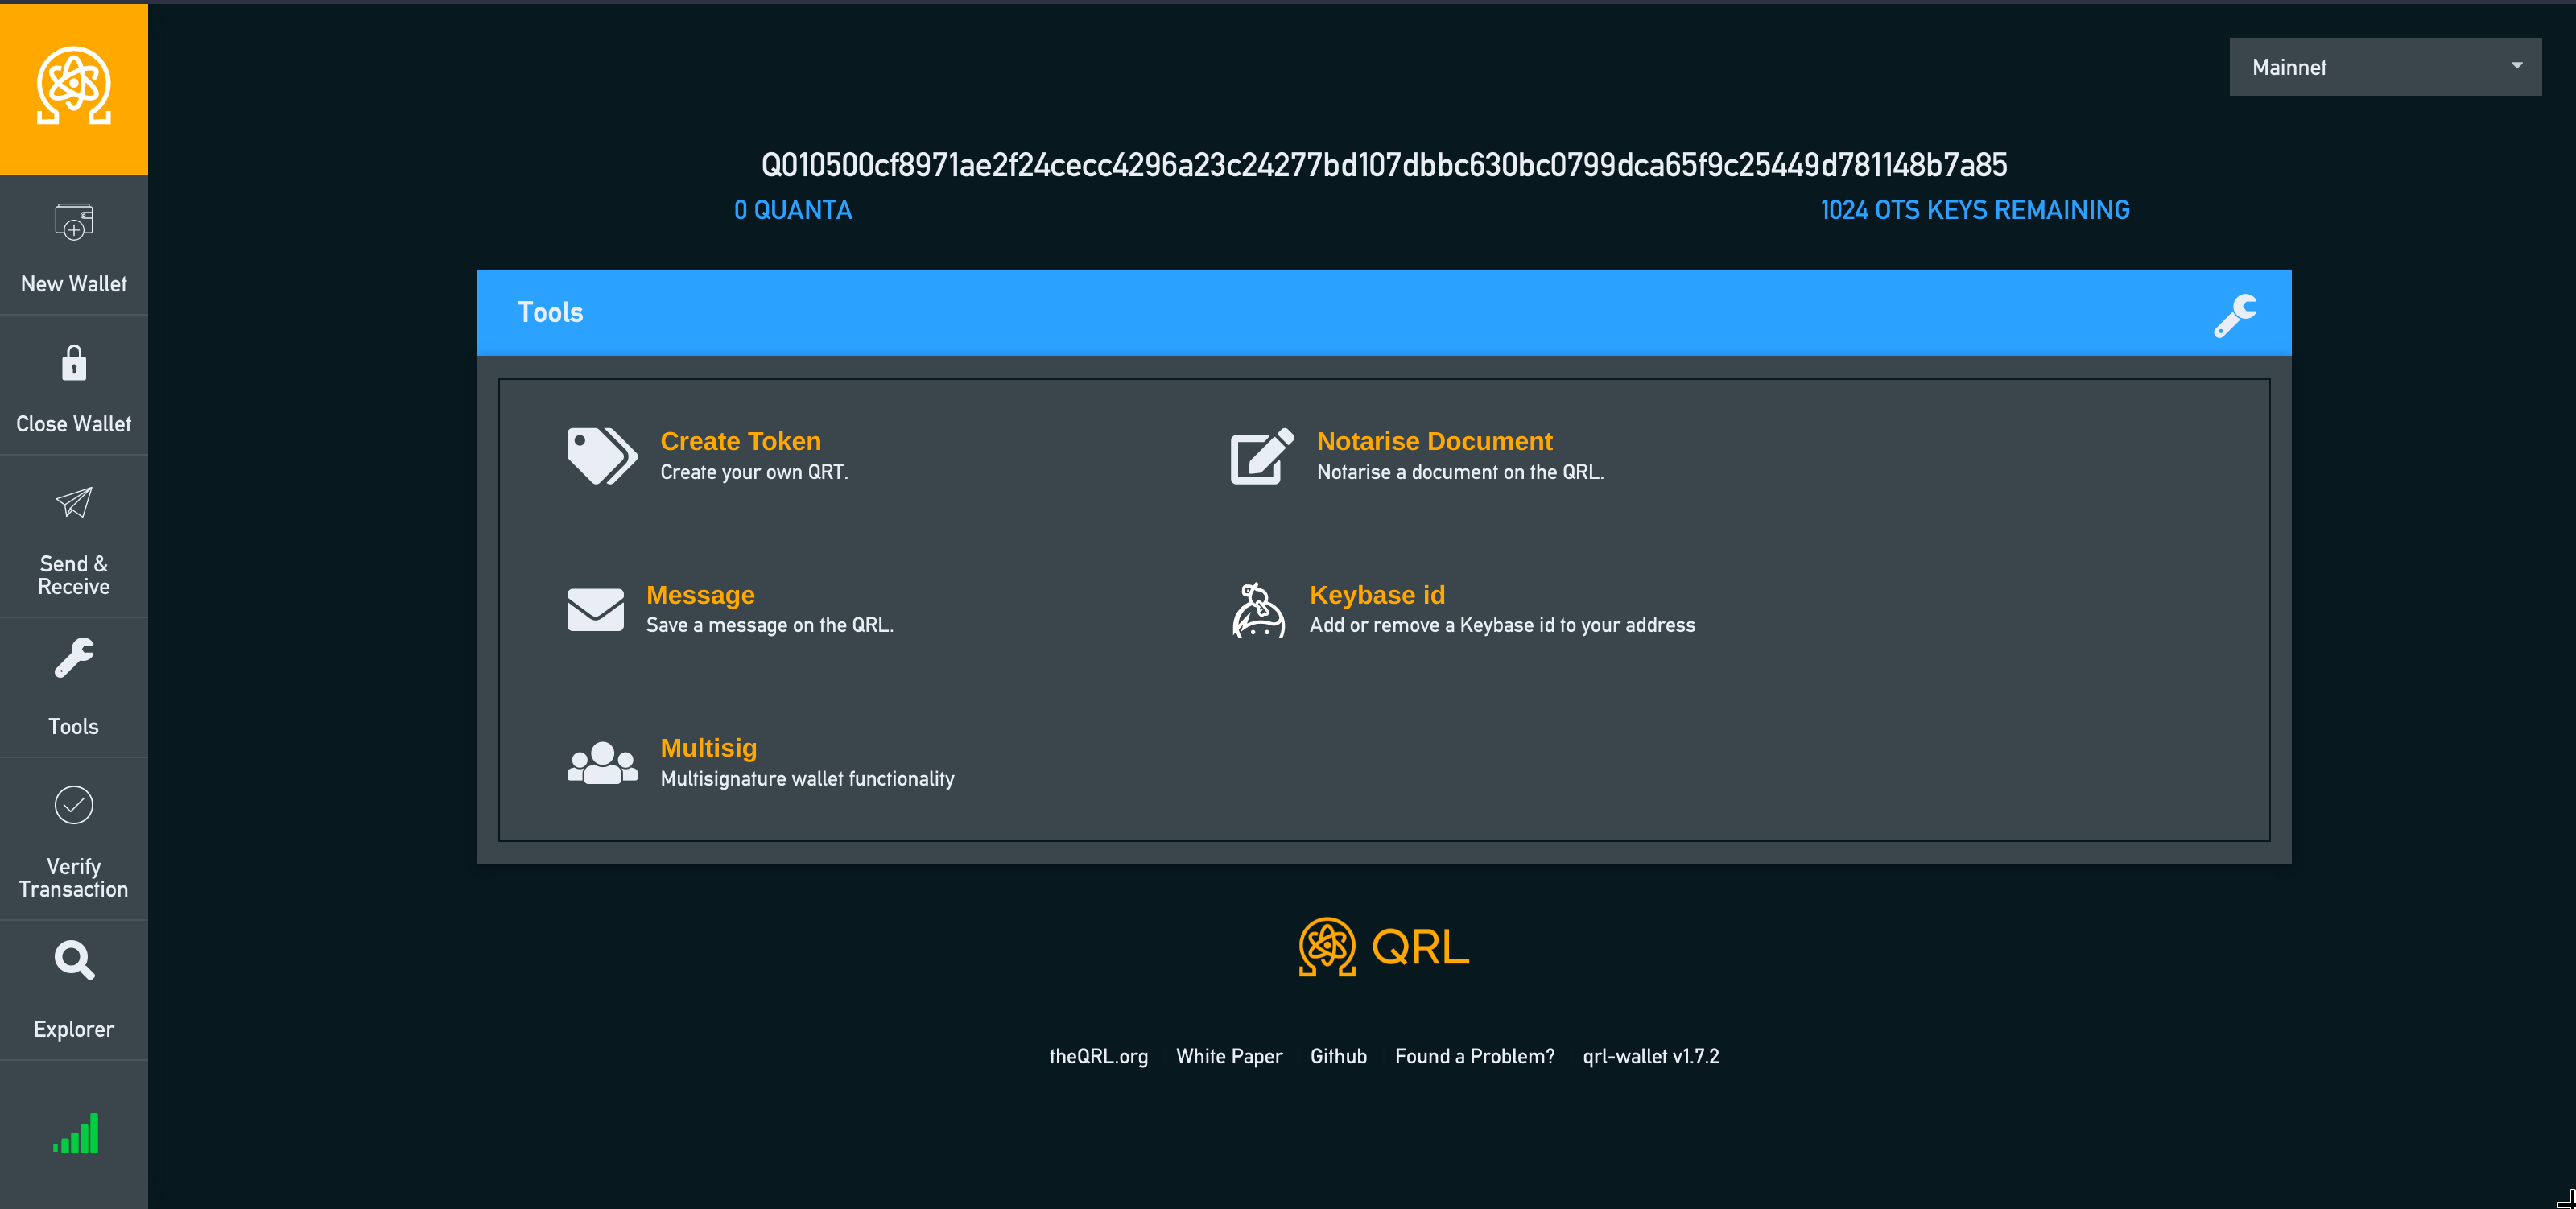 Mainnet
Q010500cf8971ae2f24cecc4296a23c24277bd107dbbc630bc0799dca65f9c25449d781148b7a85
0 QUANTA
1024 OTS KEYS REMAINING
New Wallet
Close Wallet
Send &
Receive
Tools
Verify
Transaction
Explorer
Tools
Create Token
Create your own QRT.
Notarise Document
Notarise a document on the QRL.
Message
Save a message on the QRL.
Keybase id
Add or remove a Keybase id to your address
Multisig
Multisignature wallet functionality
QRL
theQRL.org
White Paper
Github
Found a Problem?
qrl-wallet v1.7.2